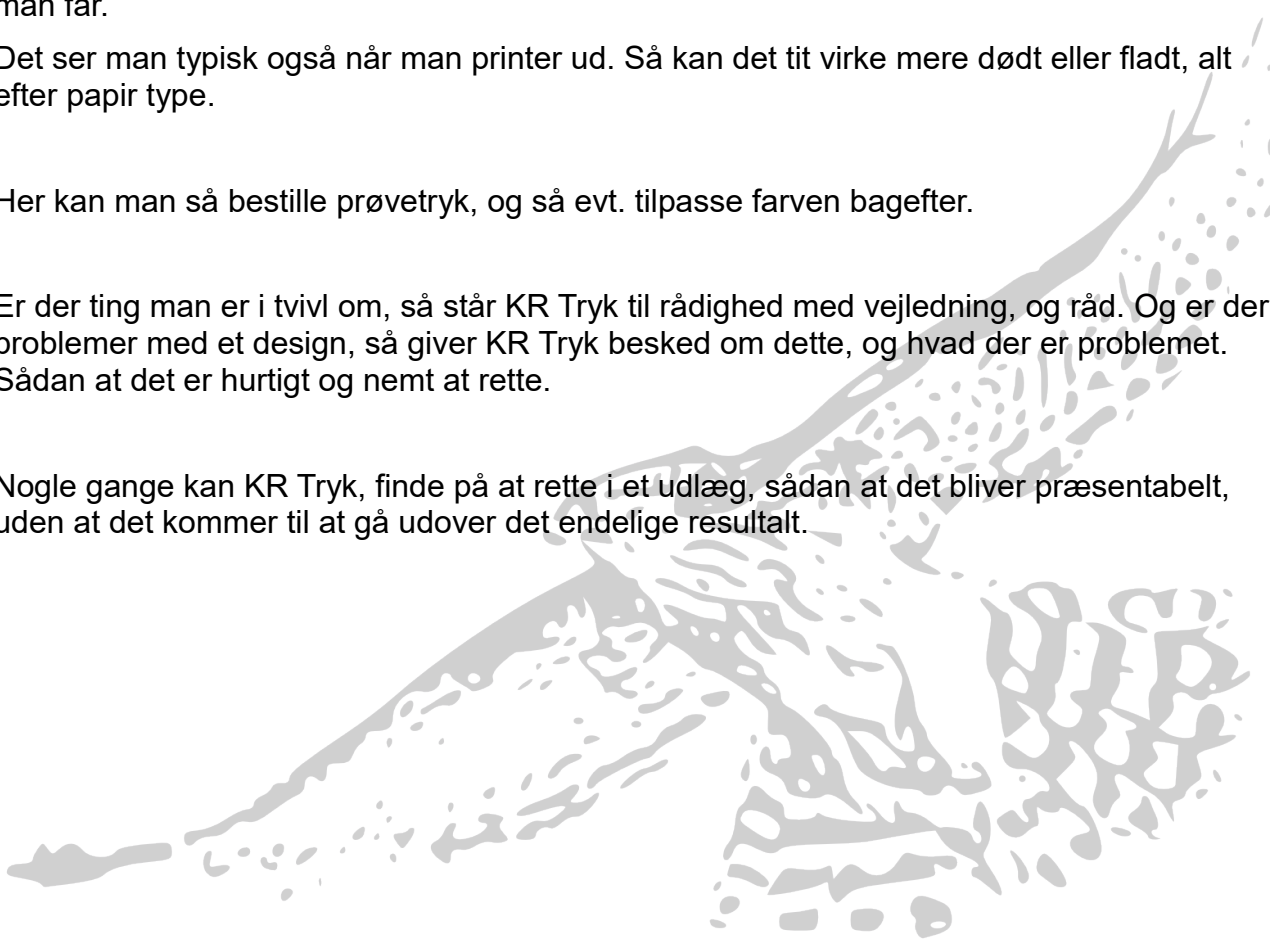 man får.
Det ser man typisk også når man printer ud. Så kan det tit virke mere dødt eller fladt, alt
efter papir type.
Her kan man så bestille prøvetryk, og så evt. tilpasse farven bagefter.
Er der ting man er i tvivl om, så står KR Tryk til rådighed med vejledning, og råd. Og er der
problemer med et design, så giver KR Tryk besked om dette, og hvad der er problemet.
Sådan at det er hurtigt og nemt at rette.
Nogle gange kan KR Tryk, finde på at rette i et udlæg, sådan at det bliver præsentabelt,
uden at det kommer til at gå udover det endelige resultalt.